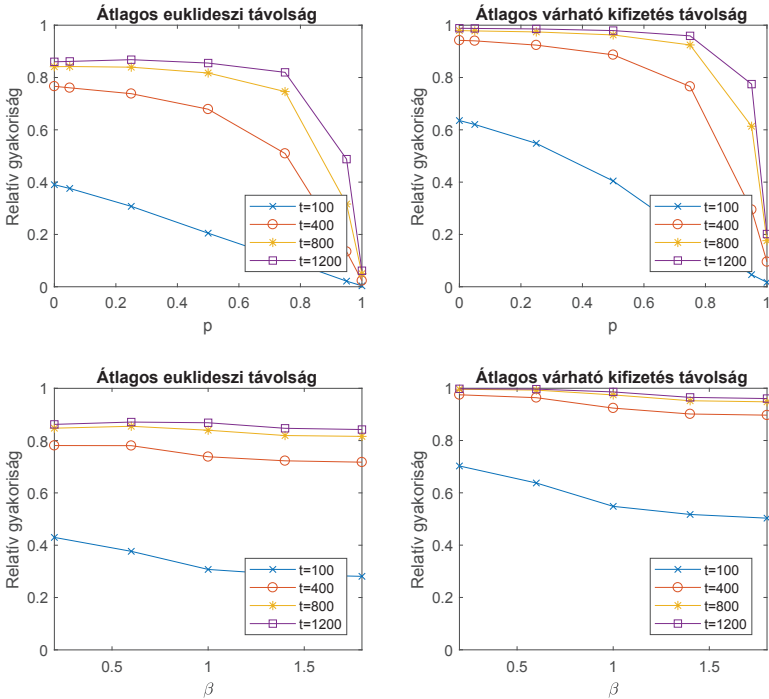 Átlagos euklideszi távolság
Relatív gyakoriság
1
0.8
0.6
0.4
0.2
0
0
0.2
0.4
0.6
0.8
1
p
t=100
t=400
t=800
t=1200
Átlagos várható kifizetés távolság
Relatív gyakoriság
1
0.8
0.6
0.4
0.2
0
0
0.2
0.4
0.6
0.8
1
p
t=100
t=400
t=800
t=1200
Átlagos euklideszi távolság
Relatív gyakoriság
1
0.8
0.6
0.4
0.2
0
0.5
1
1.5
β
t=100
t=400
t=800
t=1200
Átlagos várható kifizetés távolság
Relatív gyakoriság
1
0.8
0.6
0.4
0.2
0
0.5
1
1.5
β
t=100
t=400
t=800
t=1200